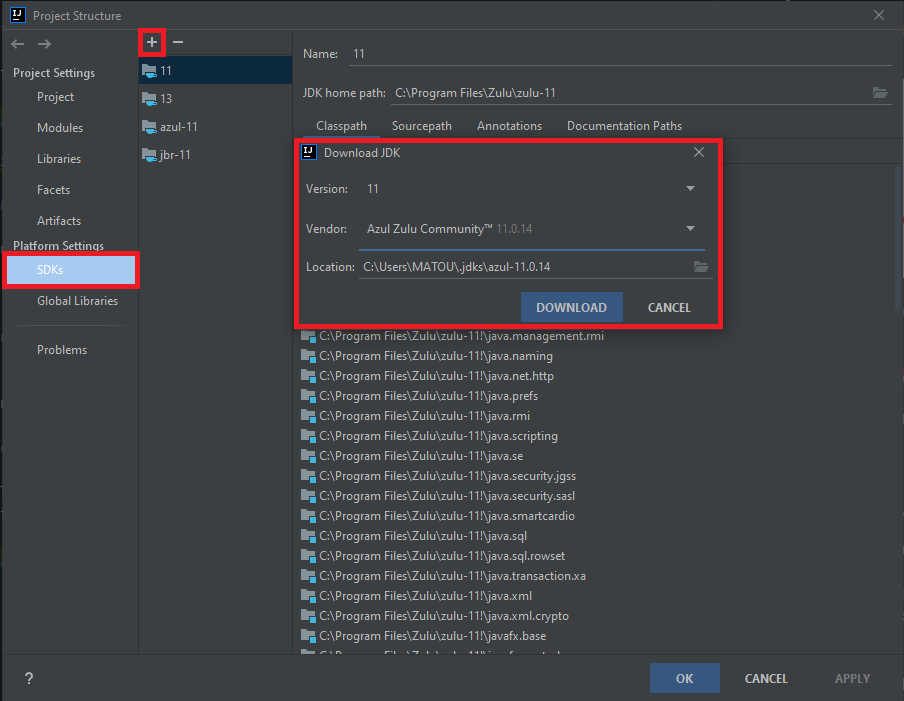 IJ Project Structure
Project Settings
Project
Modules
Libraries
Facets
Artifacts
Platform Settings
SDKs
Global Libraries
Problems
11
13
azul-11
jbr-11
Name: 11
JDK home path: C:\Program Files\Zulu\zulu-11
Classpath Sourcepath Annotations Documentation Paths
IJ Download JDK
Version: 11
Vendor: Azul Zulu Community™ 11.0.14
Location: C:\Users\MATOU\.jdks\azul-11.0.14
DOWNLOAD CANCEL
C:\Program Files\Zulu\zulu-11!\java.management.rmi
C:\Program Files\Zulu\zulu-11!\java.naming
C:\Program Files\Zulu\zulu-11!\java.net.http
C:\Program Files\Zulu\zulu-11!\java.prefs
C:\Program Files\Zulu\zulu-11!\java.rmi
C:\Program Files\Zulu\zulu-11!\java.scripting
C:\Program Files\Zulu\zulu-11!\java.se
C:\Program Files\Zulu\zulu-11!\java.security.jgss
C:\Program Files\Zulu\zulu-11!\java.security.sasl
C:\Program Files\Zulu\zulu-11!\java.smartcardio
C:\Program Files\Zulu\zulu-11!\java.sql
C:\Program Files\Zulu\zulu-11!\java.sql.rowset
C:\Program Files\Zulu\zulu-11!\java.transaction.xa
C:\Program Files\Zulu\zulu-11!\java.xml
C:\Program Files\Zulu\zulu-11!\java.xml.crypto
C:\Program Files\Zulu\zulu-11!\javafx.base
? OK CANCEL APPLY